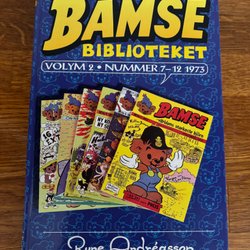 BAMSE
BIBLIOTEKET
VOLYM 2 • NUMMER 7–12 1973
BAMSE
Rune Andréasson